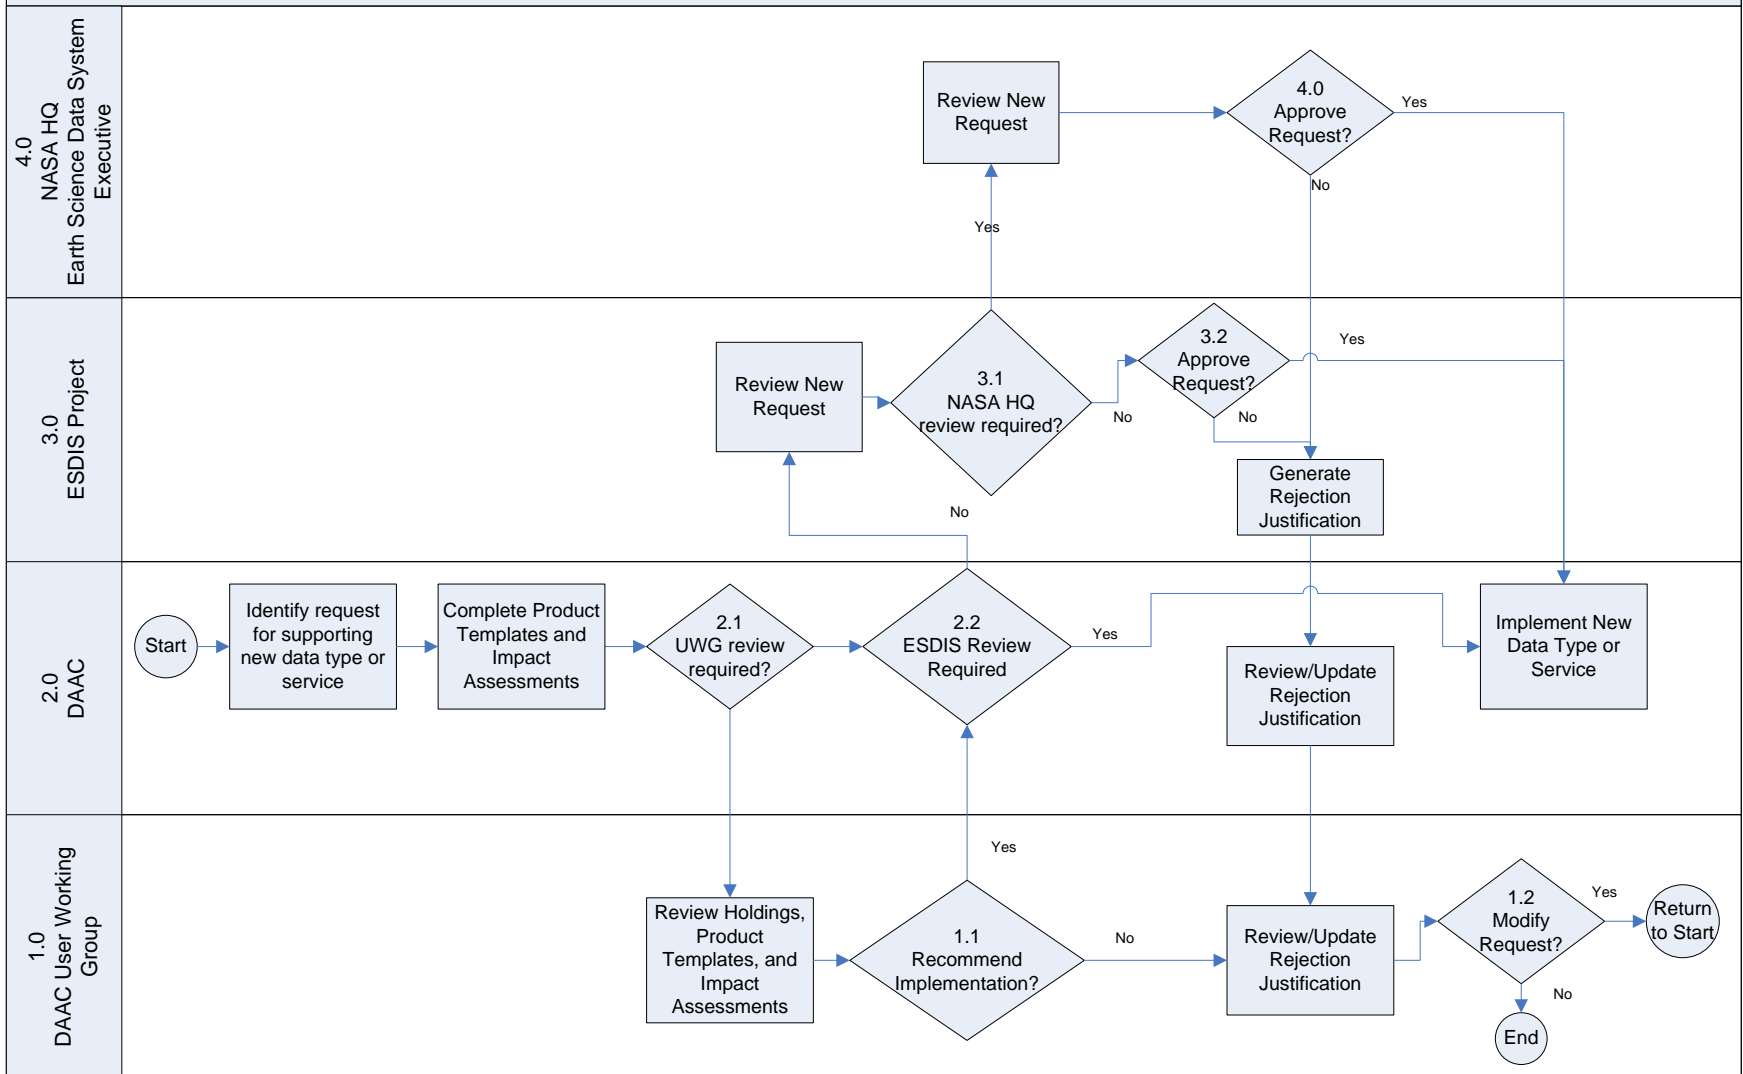 4.0
NASA HQ
Earth Science Data System
Executive
Review New
Request
4.0
Approve
Request?
Yes
No
Yes
3.0
ESDIS Project
Review New
Request
3.1
NASA HQ
review required?
No
3.2
Approve
Request?
Yes
No
Generate
Rejection
Justification
No
2.0
DAAC
Start
Identify request
for supporting
new data type or
service
Complete Product
Templates and
Impact
Assessments
2.1
UWG review
required?
2.2
ESDIS Review
Required
Yes
Review/Update
Rejection
Justification
Implement New
Data Type or
Service
1.0
DAAC User Working
Group
Review Holdings,
Product
Templates, and
Impact
Assessments
Yes
1.1
Recommend
Implementation?
No
Review/Update
Rejection
Justification
1.2
Modify
Request?
Yes
Return
to Start
No
End